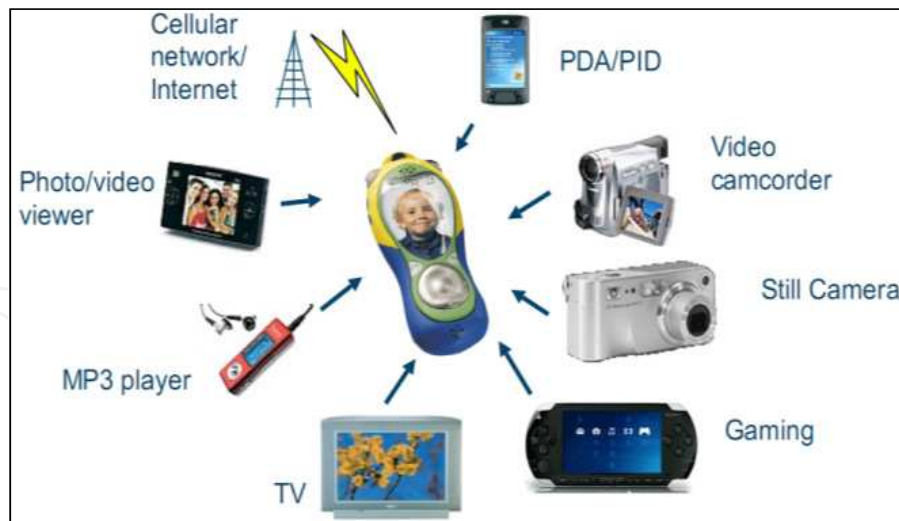 Cellular
network/
Internet
PDA/PID
Photo/video
viewer
Video
camcorder
Still Camera
MP3 player
Gaming
TV